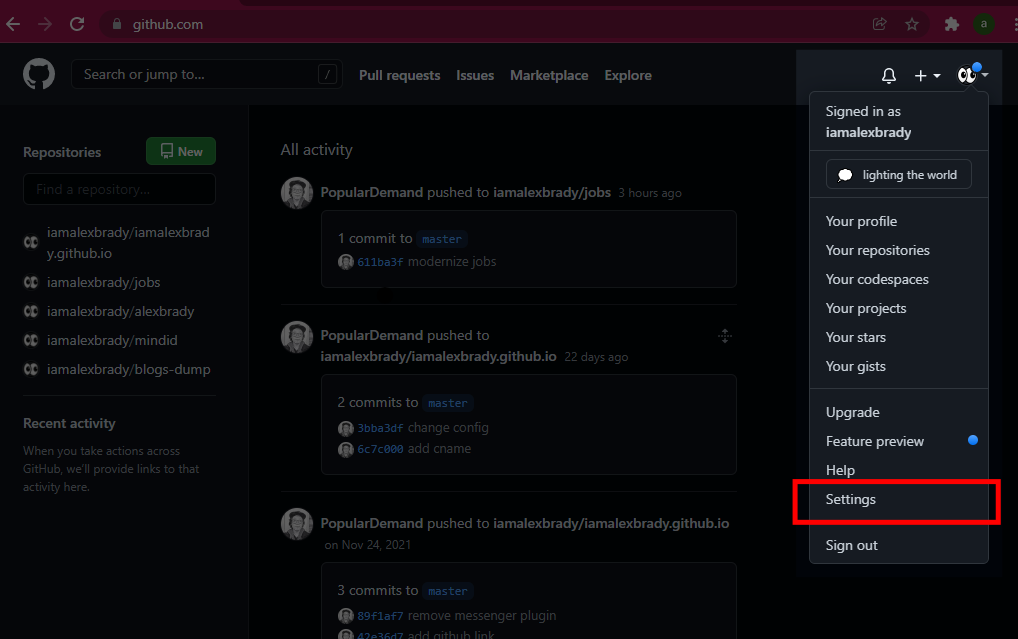 github.com
a
Search or jump to... /
Pull requests Issues Marketplace Explore
Repositories
New
Find a repository...
iamalexbrady/iamalexbrad
y.github.io
iamalexbrady/jobs
iamalexbrady/alexbrady
iamalexbrady/mindid
iamalexbrady/blogs-dump
Recent activity
When you take actions across
GitHub, we'll provide links to that
activity here.
All activity
PopularDemand pushed to iamalexbrady/jobs 3 hours ago
1 commit to master
611ba3f modernize jobs
PopularDemand pushed to
iamalexbrady/iamalexbrady.github.io 22 days ago
2 commits to master
3bba3df change config
6c7c000 add cname
PopularDemand pushed to iamalexbrady/iamalexbrady.github.io
on Nov 24, 2021
3 commits to master
89f1af7 remove messenger plugin
42e36d7 add github link
Signed in as
iamalexbrady
lighting the world
Your profile
Your repositories
Your codespaces
Your projects
Your stars
Your gists
Upgrade
Feature preview
Help
Settings
Sign out